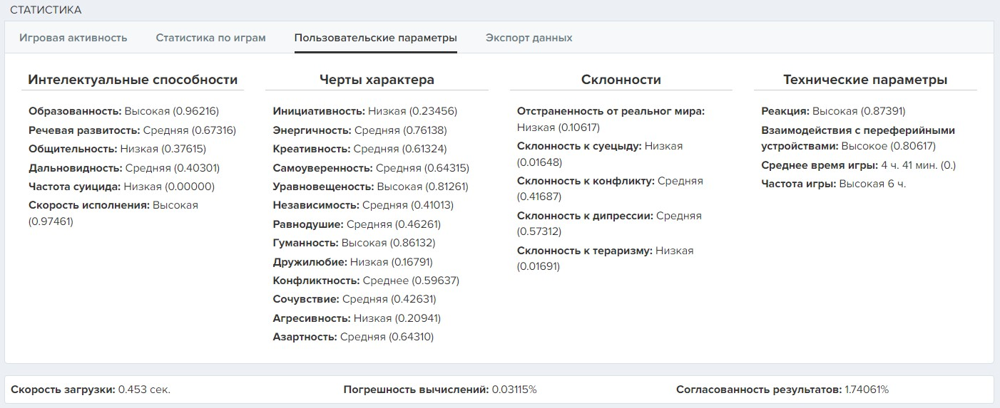 СТАТИСТИКА
Игровая активность
Статистика по играм
Пользовательские параметры
Экспорт данных
Интелектуальные способности
Образованность: Высокая (0.96216)
Речевая развитость: Средняя (0.67316)
Общительность: Низкая (0.37615)
Дальновидность: Средняя (0.40301)
Частота суицида: Низкая (0.00000)
Скорость исполнения: Высокая
(0.97461)
Черты характера
Инициативность: Низкая (0.23456)
Энергичность: Средняя (0.76138)
Креативность: Средняя (0.61324)
Самоуверенность: Средняя (0.64315)
Уравновещеность: Высокая (0.81261)
Независимость: Средняя (0.41013)
Равнодушие: Средняя (0.46261)
Гуманность: Высокая (0.86132)
Дружилюбие: Низкая (0.16791)
Конфликтность: Среднее (0.59637)
Сочувствие: Средняя (0.42631)
Агресивность: Низкая (0.20941)
Азартность: Средняя (0.64310)
Склонности
Отстраненность от реальног мира:
Низкая (0.10617)
Склонность к суецыду: Низкая
(0.01648)
Склонность к конфликту: Средняя
(0.41687)
Склонность к дипрессии: Средняя
(0.57312)
Склонность к тераризму: Низкая
(0.01691)
Технические параметры
Реакция: Высокая (0.87391)
Взаимодействия с переферийными
устройствами: Высокое (0.80617)
Среднее время игры: 4 ч. 41 мин. (0.)
Частота игры: Высокая 6 ч.
Скорость загрузки: 0.453 сек.
Погрешность вычислений: 0.03115%
Согласованность результатов: 1.74061%